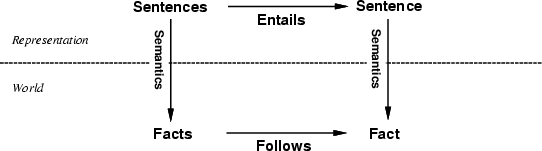 Sentences
Entails
Sentence
Representation
Semantics
Semantics
World
Facts
Follows
Fact